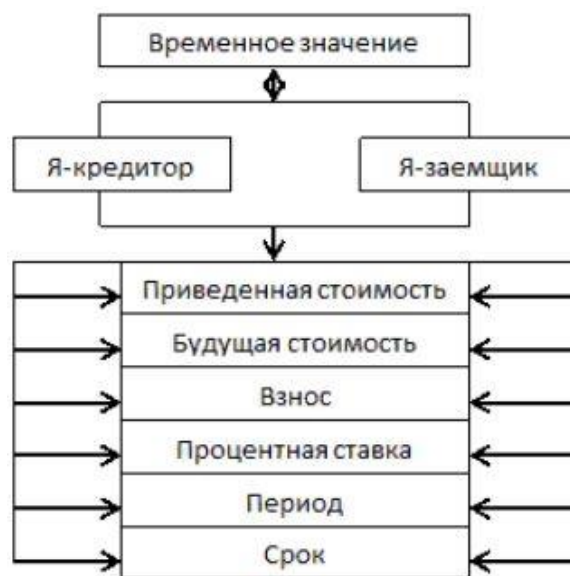 Временное значение
Я-кредитор
Я-заемщик
Приведенная стоимость
Будущая стоимость
Взнос
Процентная ставка
Период
Срок